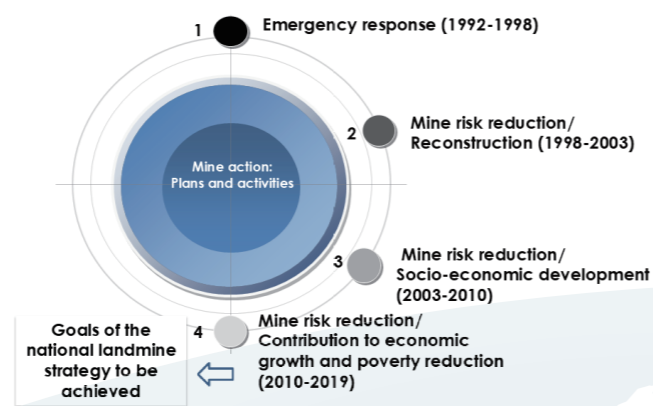 1
Emergency response (1992-1998)
2
Mine risk reduction/
Reconstruction (1998-2003)
Mine action:
Plans and activities
3
Mine risk reduction/
Socio-economic development
(2003-2010)
4
Mine risk reduction/
Contribution to economic
growth and poverty reduction
(2010-2019)
Goals of the
national landmine
strategy to be
achieved